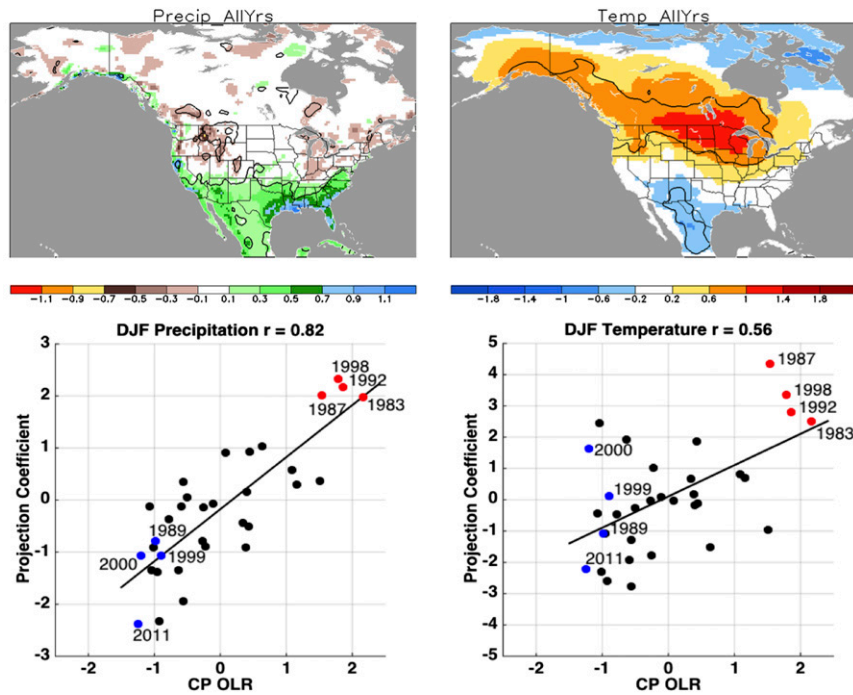 Precip_AllYrs
Temp_AllYrs
-1.1 -0.9 -0.7 -0.5 -0.3 -0.1 0.1 0.3 0.5 0.7 0.9 1.1
-1.8 -1.4 -1 -0.6 -0.2 0.2 0.6 1 1.4 1.8
DJF Precipitation r = 0.82
3
2
1
0
-1
-2
-3
Projection Coefficient
1998
1992
1987
1983
1989
2000
1999
2011
-2 -1 0 1 2
CP OLR
DJF Temperature r = 0.56
5
4
3
2
1
0
-1
-2
-3
-4
-5
Projection Coefficient
1987
1998
1992
1983
2000
1999
1989
2011
-2 -1 0 1 2
CP OLR